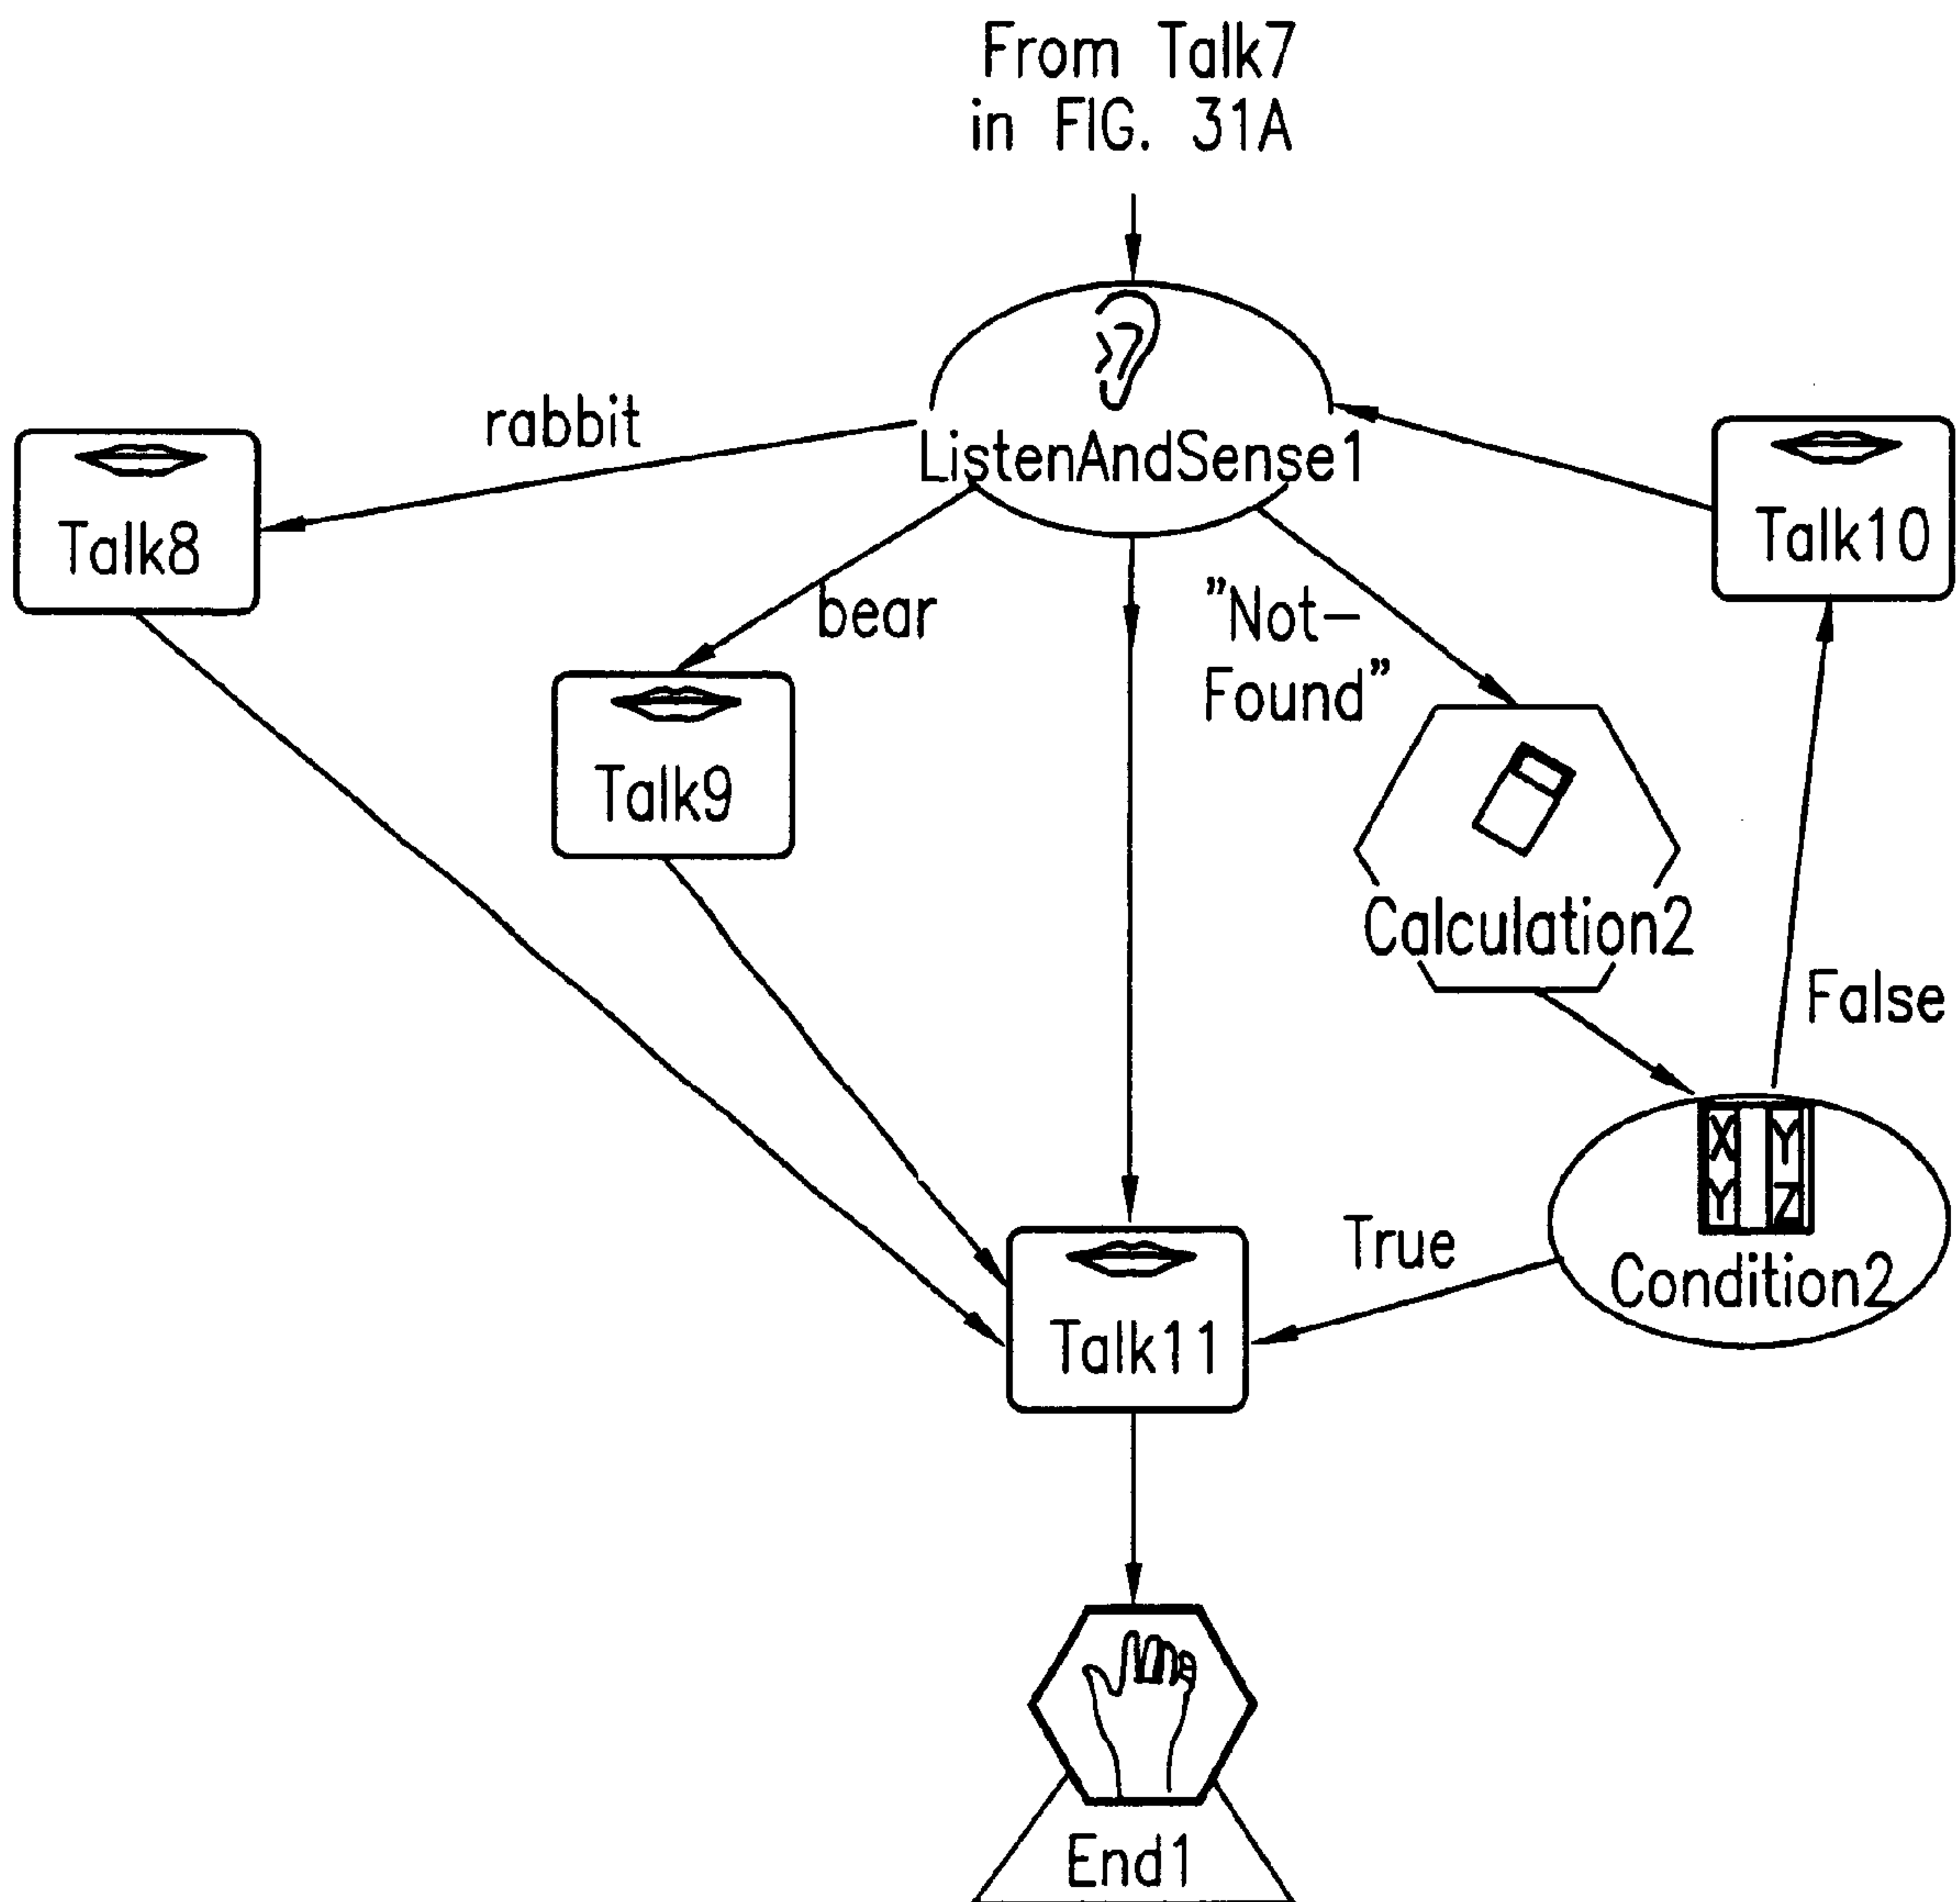 From Talk7
in FIG. 31A
rabbit
ListenAndSense1
Talk8
Talk10
bear
"Not-
Found"
Talk9
Calculation2
False
X Y
Y Z
True
Condition2
Talk11
End1